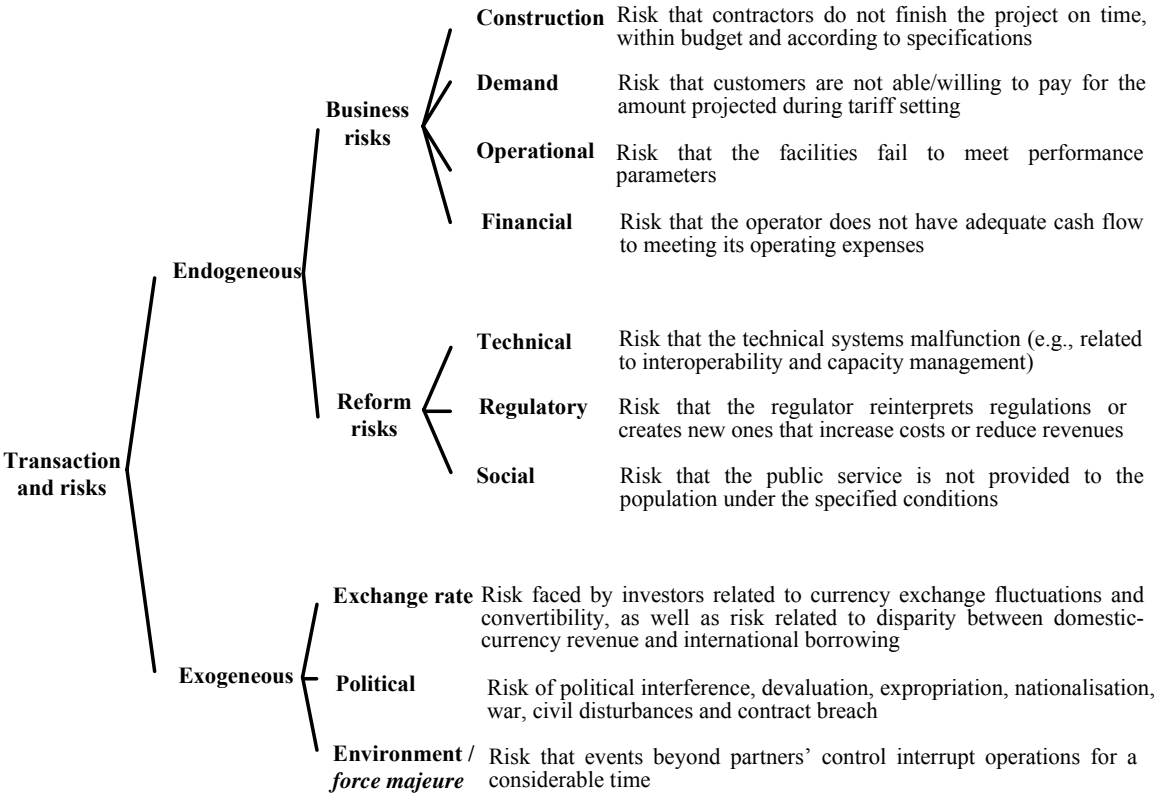 Construction
Risk that contractors do not finish the project on time,
within budget and according to specifications
Demand
Risk that customers are not able/willing to pay for the
amount projected during tariff setting
Business
risks
Operational
Risk that the facilities fail to meet performance
parameters
Financial
Risk that the operator does not have adequate cash flow
to meeting its operating expenses
Endogeneous
Technical
Risk that the technical systems malfunction (e.g., related
to interoperability and capacity management)
Reform
risks
Regulatory
Risk that the regulator reinterprets regulations or
creates new ones that increase costs or reduce revenues
Social
Risk that the public service is not provided to the
population under the specified conditions
Transaction
and risks
Exchange rate
Risk faced by investors related to currency exchange fluctuations and
convertibility, as well as risk related to disparity between domestic-
currency revenue and international borrowing
Exogeneous
Political
Risk of political interference, devaluation, expropriation, nationalisation,
war, civil disturbances and contract breach
Environment /
force majeure
Risk that events beyond partners’ control interrupt operations for a
considerable time